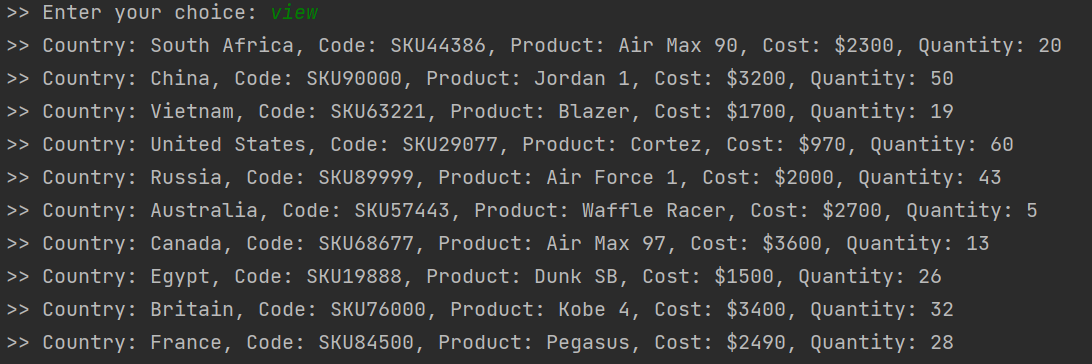 >> Enter your choice: view
>> Country: South Africa, Code: SKU44386, Product: Air Max 90, Cost: $2300, Quantity: 20
>> Country: China, Code: SKU90000, Product: Jordan 1, Cost: $3200, Quantity: 50
>> Country: Vietnam, Code: SKU63221, Product: Blazer, Cost: $1700, Quantity: 19
>> Country: United States, Code: SKU29077, Product: Cortez, Cost: $970, Quantity: 60
>> Country: Russia, Code: SKU89999, Product: Air Force 1, Cost: $2000, Quantity: 43
>> Country: Australia, Code: SKU57443, Product: Waffle Racer, Cost: $2700, Quantity: 5
>> Country: Canada, Code: SKU68677, Product: Air Max 97, Cost: $3600, Quantity: 13
>> Country: Egypt, Code: SKU19888, Product: Dunk SB, Cost: $1500, Quantity: 26
>> Country: Britain, Code: SKU76000, Product: Kobe 4, Cost: $3400, Quantity: 32
>> Country: France, Code: SKU84500, Product: Pegasus, Cost: $2490, Quantity: 28